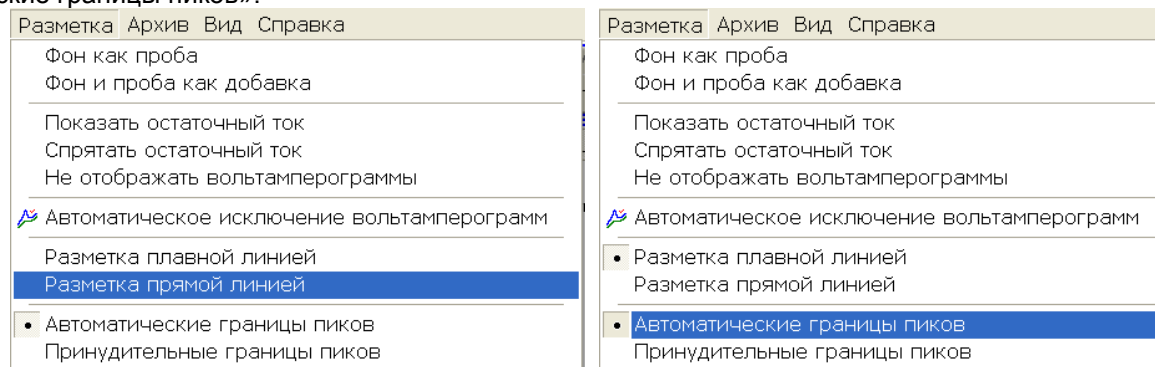 кие границы пиков».
Разметка Архив Вид Справка
Фон как проба
Фон и проба как добавка
Показать остаточный ток
Спрятать остаточный ток
Не отображать вольтамперограммы
Автоматическое исключение вольтамперограмм
Разметка плавной линией
Разметка прямой линией
Автоматические границы пиков
Принудительные границы пиков
Разметка Архив Вид Справка
Фон как проба
Фон и проба как добавка
Показать остаточный ток
Спрятать остаточный ток
Не отображать вольтамперограммы
Автоматическое исключение вольтамперограмм
Разметка плавной линией
Разметка прямой линией
Автоматические границы пиков
Принудительные границы пиков